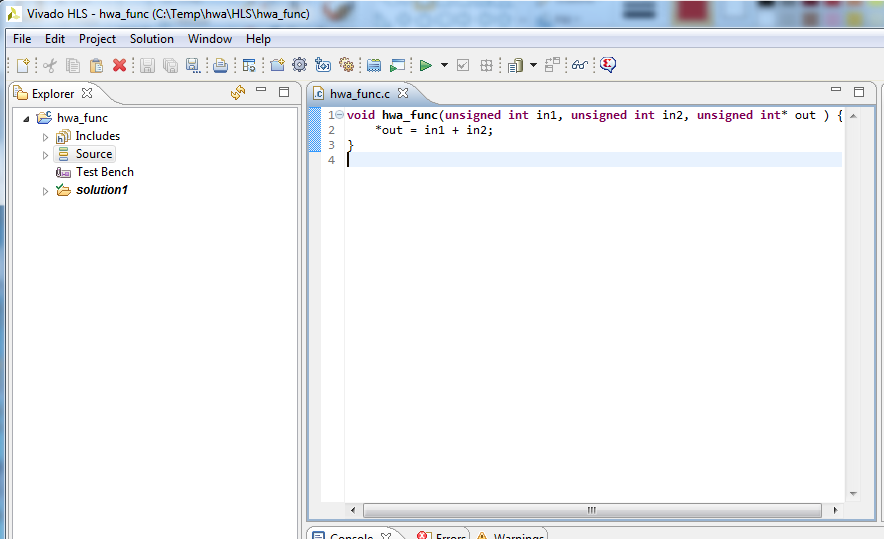 Vivado HLS - hwa_func (C:\Temp\hwa\HLS\hwa_func)
File Edit Project Solution Window Help
Explorer
hwa_func
Includes
Source
Test Bench
solution1
hwa_func.c
1 void hwa_func(unsigned int in1, unsigned int in2, unsigned int* out ) {
2 *out = in1 + in2;
3 }
4
Console Errors Warnings